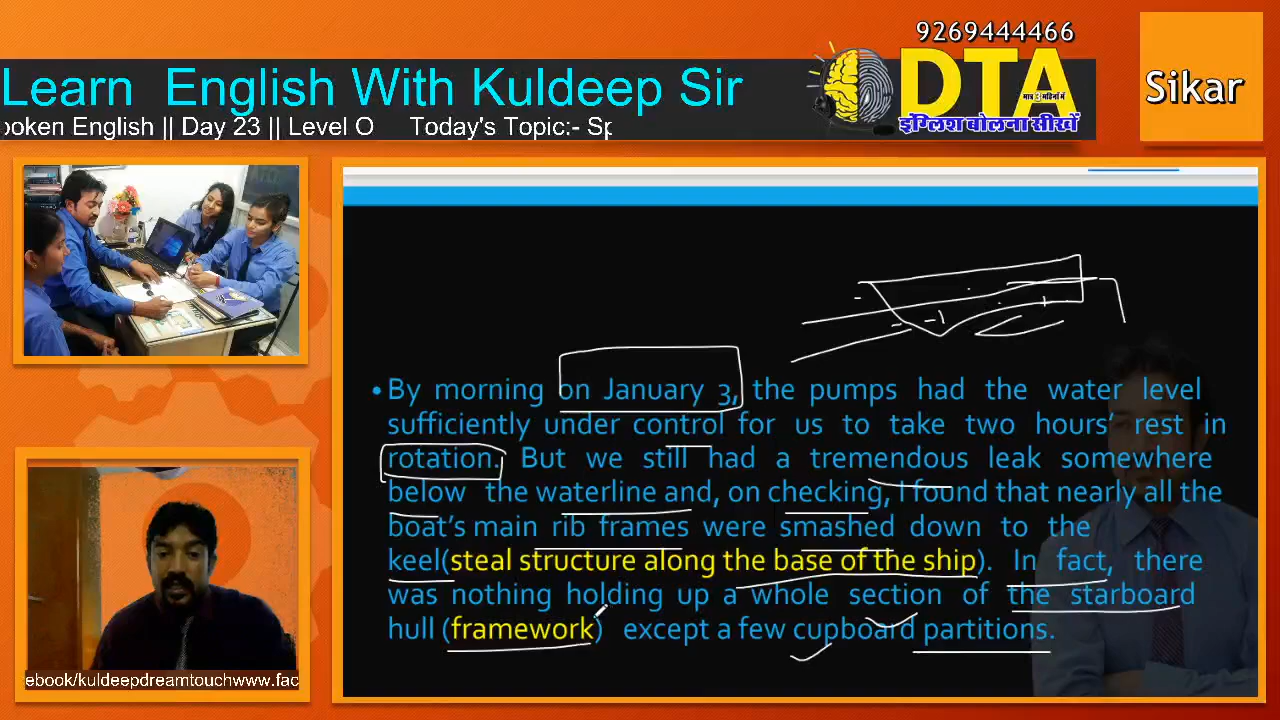 9269444466
Learn English With Kuldeep Sir
DTA
मात्र 3 महिनों में
Sikar
oken English || Day 23 || Level O Today's Topic:- Sp
इंग्लिश बोलना सीखें
• By morning on January 3, the pumps had the water level
sufficiently under control for us to take two hours' rest in
rotation. But we still had a tremendous leak somewhere
below the waterline and, on checking, I found that nearly all the
boat's main rib frames were smashed down to the
keel(steal structure along the base of the ship). In fact, there
was nothing holding up a whole section of the starboard
hull (framework) except a few cupboard partitions.
ebook/kuldeepdreamtouchwww.fac